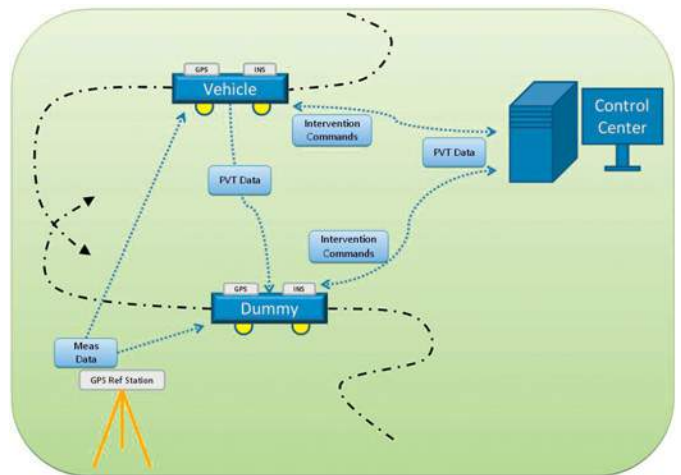 GPS
INS
Vehicle
Control
Center
Intervention
Commands
PVT Data
PVT Data
Intervention
Commands
GPS
INS
Dummy
Meas
Data
GPS Ref Station